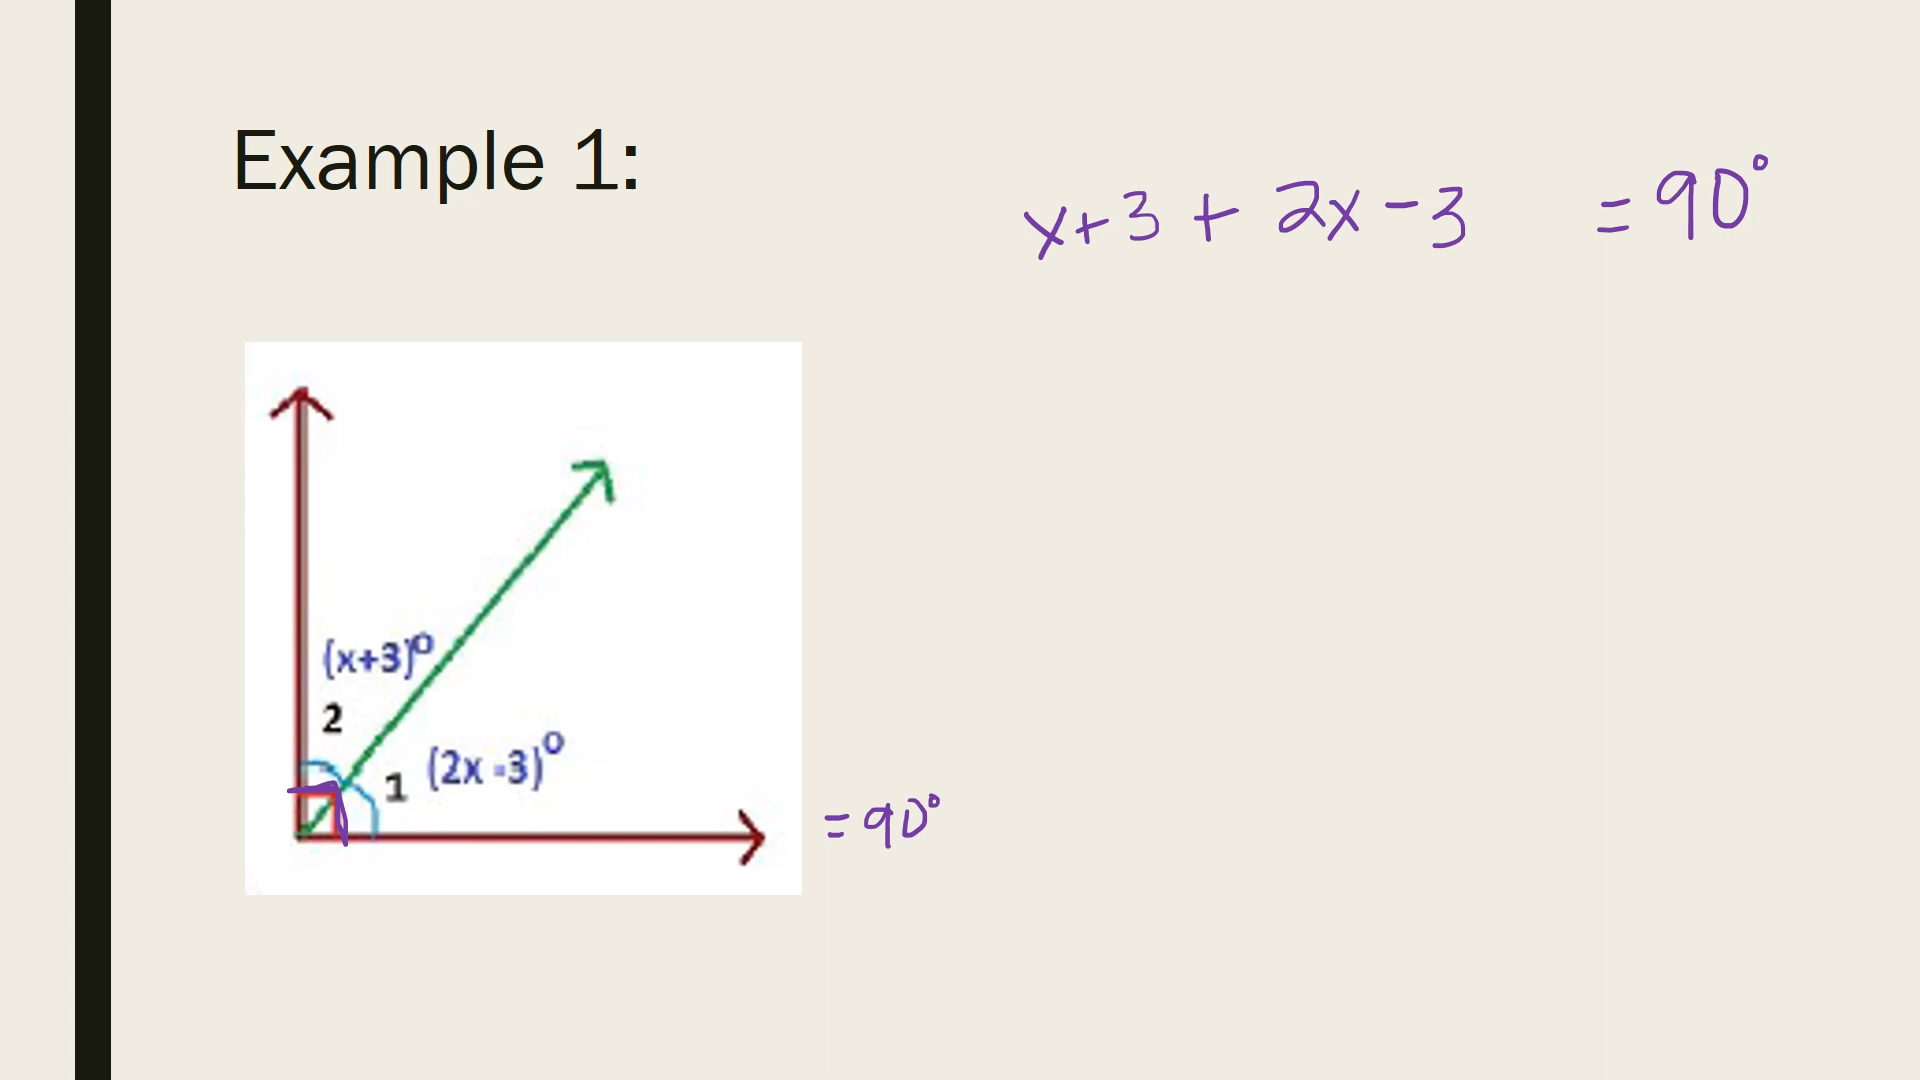 Example 1:
x+3 + 2x-3 = 90°
(x+3)°
2
1 (2x-3)°
= 90°